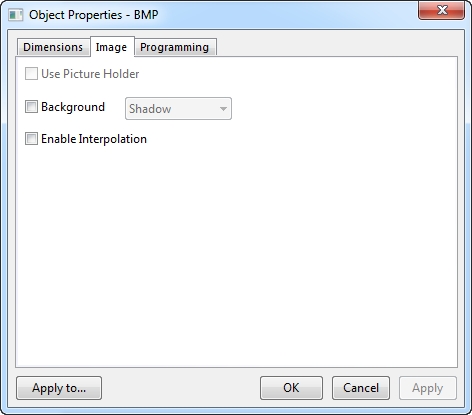 Object Properties - BMP
Dimensions Image Programming
Use Picture Holder
Background Shadow
Enable Interpolation
Apply to... OK Cancel Apply